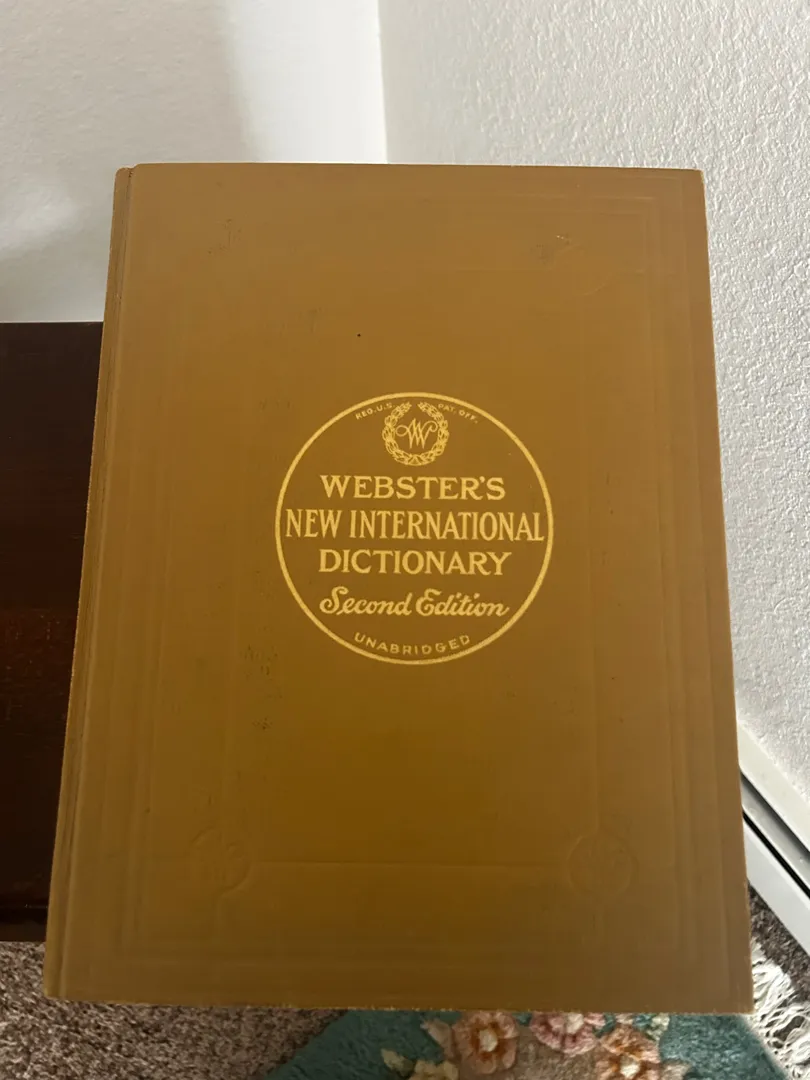 REG. U.S. PAT. OFF.
W
WEBSTER'S
NEW INTERNATIONAL
DICTIONARY
Second Edition
UNABRIDGED